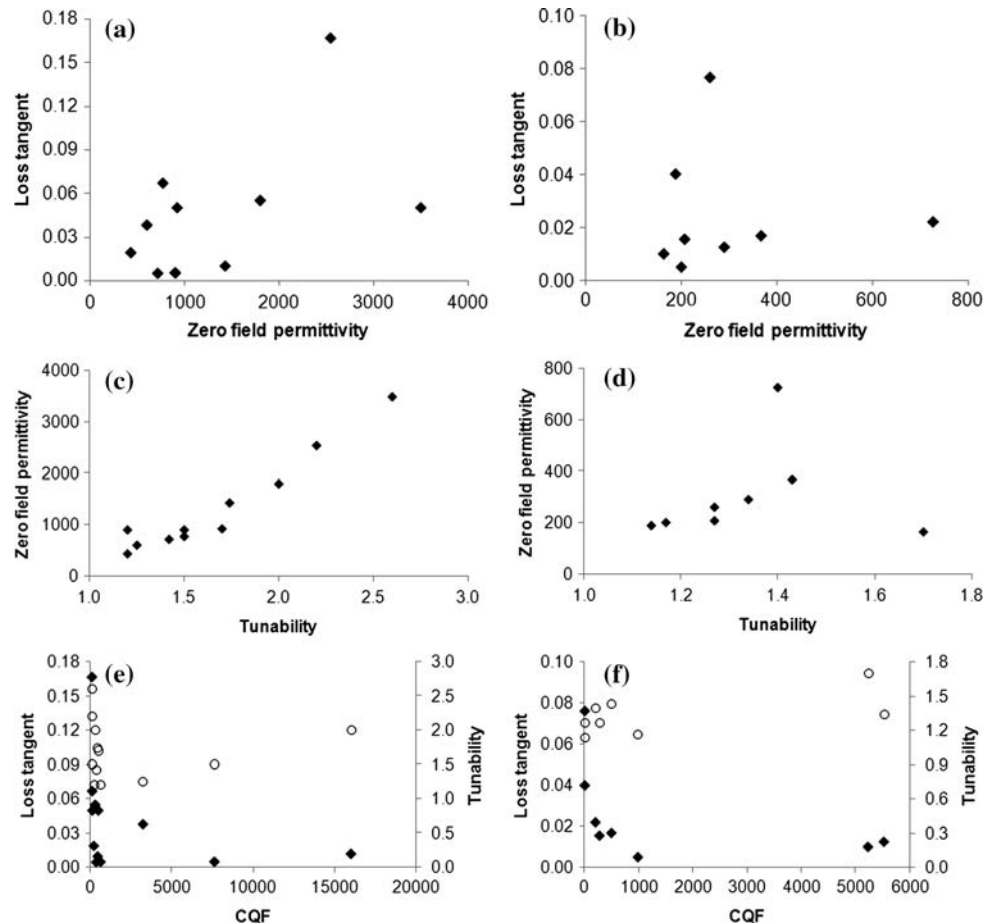 (a)
Loss tangent
0.18
0.15
0.12
0.09
0.06
0.03
0.00
0 1000 2000 3000 4000
Zero field permittivity
(b)
Loss tangent
0.10
0.08
0.06
0.04
0.02
0.00
0 200 400 600 800
Zero field permittivity
(c)
Zero field permittivity
4000
3000
2000
1000
0
1.0 1.5 2.0 2.5 3.0
Tunability
(d)
Zero field permittivity
800
600
400
200
0
1.0 1.2 1.4 1.6 1.8
Tunability
(e)
Loss tangent
0.18
0.15
0.12
0.09
0.06
0.03
0.00
3.0
2.5
2.0
1.5
1.0
0.5
0.0
Tunability
0 5000 10000 15000 20000
CQF
(f)
Loss tangent
0.10
0.08
0.06
0.04
0.02
0.00
1.8
1.5
1.2
0.9
0.6
0.3
0.0
Tunability
0 1000 2000 3000 4000 5000 6000
CQF